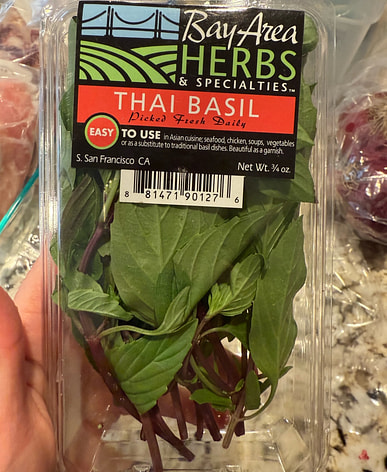 Bay Area
HERBS
& SPECIALTIES™
THAI BASIL
Picked Fresh Daily
EASY TO USE in Asian cuisine; seafood, chicken, soups, vegetables
or as a substitute to traditional basil dishes. Beautiful as a garnish.
S. San Francisco CA
Net Wt. ¾ oz.
8 81471 90127 6